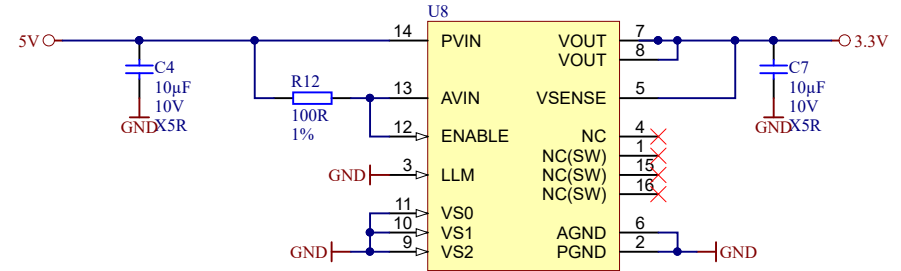 U8
5V
14
PVIN
VOUT
7
3.3V
VOUT
8
C4
10µF
10V
X5R
GND
R12
100R
1%
13
AVIN
VSENSE
5
C7
10µF
10V
X5R
GND
12
ENABLE
NC
4
NC(SW)
1
GND
3
LLM
NC(SW)
15
NC(SW)
16
11
VS0
10
VS1
AGND
6
GND
9
VS2
PGND
2
GND